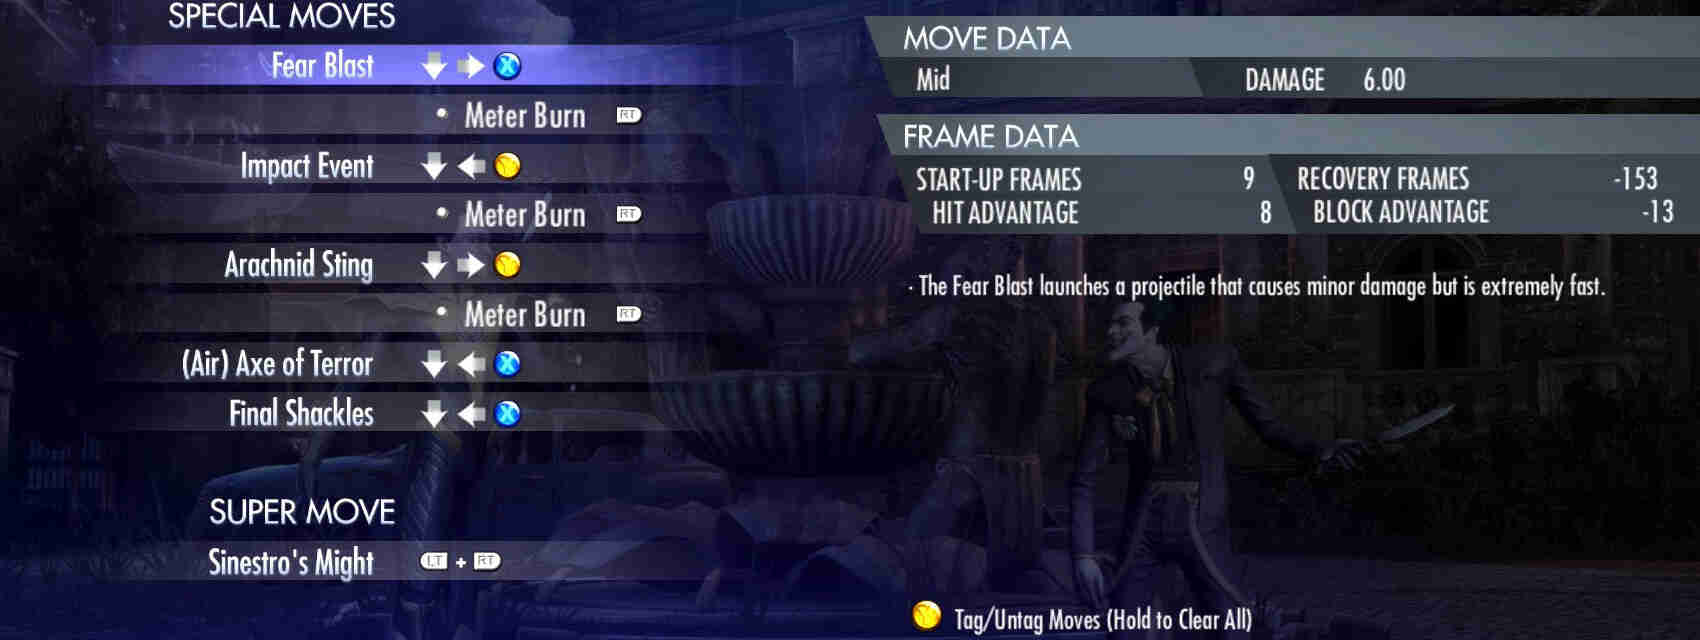 SPECIAL MOVES
Fear Blast X
• Meter Burn RT
Impact Event Y
• Meter Burn RT
Arachnid Sting Y
• Meter Burn RT
(Air) Axe of Terror X
Final Shackles X
SUPER MOVE
Sinestro's Might LT + RT
MOVE DATA
Mid DAMAGE 6.00
FRAME DATA
START-UP FRAMES 9 RECOVERY FRAMES -153
HIT ADVANTAGE 8 BLOCK ADVANTAGE -13
· The Fear Blast launches a projectile that causes minor damage but is extremely fast.
Y Tag/Untag Moves (Hold to Clear All)